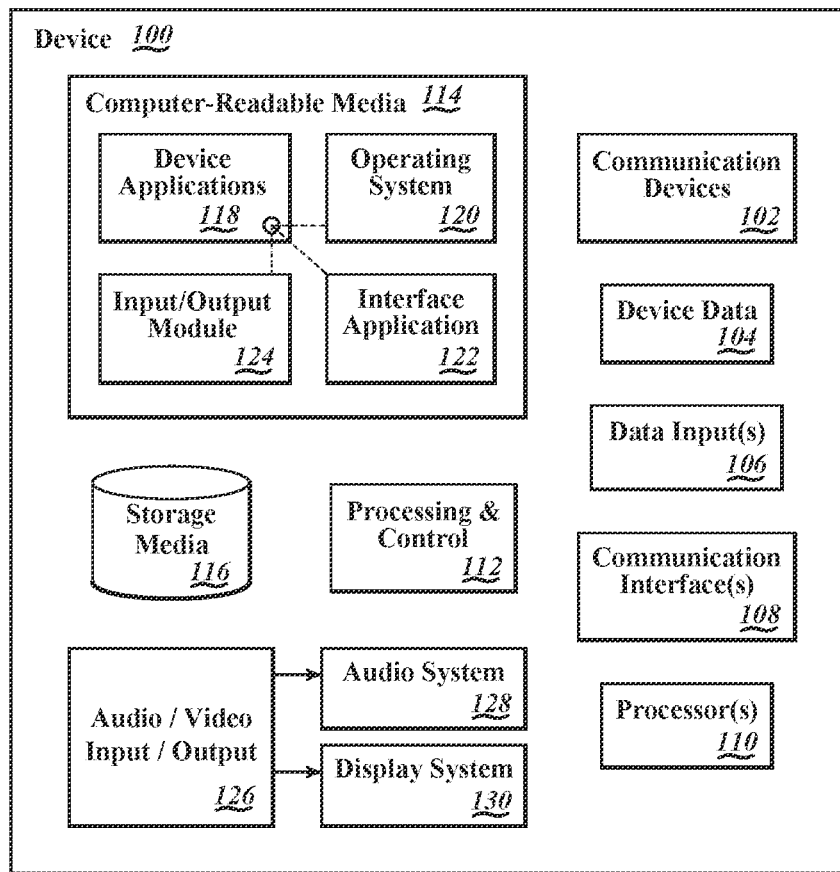 Device 100
Computer-Readable Media 114
Device
Applications
118
Operating
System
120
Input/Output
Module
124
Interface
Application
122
Storage
Media
116
Processing &
Control
112
Audio / Video
Input / Output
126
Audio System
128
Display System
130
Communication
Devices
102
Device Data
104
Data Input(s)
106
Communication
Interface(s)
108
Processor(s)
110